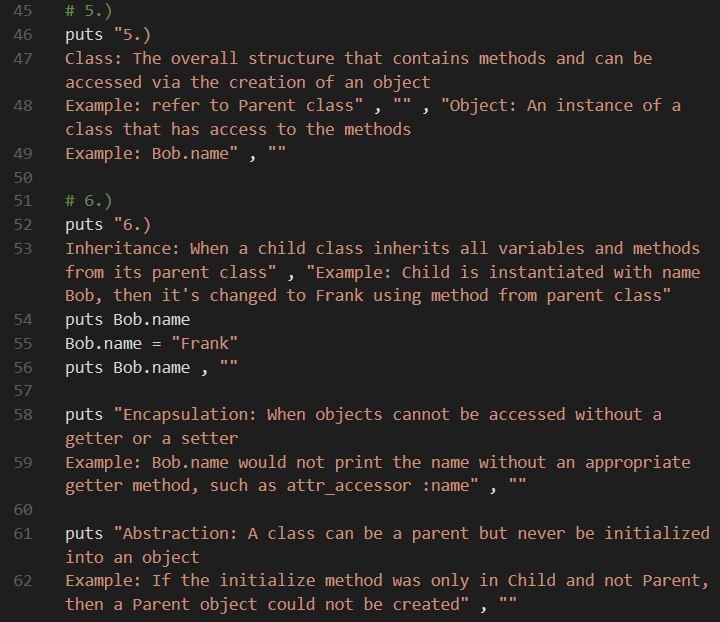 45 # 5.)
46 puts "5.)
47 Class: The overall structure that contains methods and can be
accessed via the creation of an object
48 Example: refer to Parent class" , "" , "Object: An instance of a
class that has access to the methods
49 Example: Bob.name" , ""
50
51 # 6.)
52 puts "6.)
53 Inheritance: When a child class inherits all variables and methods
from its parent class" , "Example: Child is instantiated with name
Bob, then it's changed to Frank using method from parent class"
54 puts Bob.name
55 Bob.name = "Frank"
56 puts Bob.name , ""
57
58 puts "Encapsulation: When objects cannot be accessed without a
getter or a setter
59 Example: Bob.name would not print the name without an appropriate
getter method, such as attr_accessor :name" , ""
60
61 puts "Abstraction: A class can be a parent but never be initialized
into an object
62 Example: If the initialize method was only in Child and not Parent,
then a Parent object could not be created" , ""